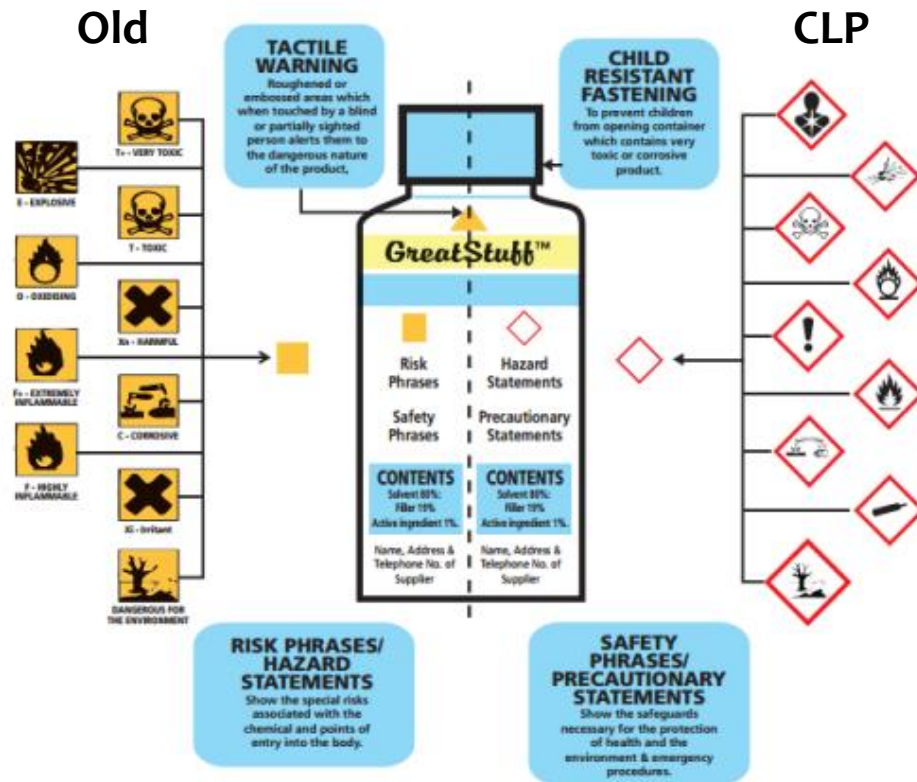 Old
CLP
TACTILE
WARNING
Roughened or
embossed areas which
when touched by a blind
or partially sighted
person alerts them to
the dangerous nature
of the product.
CHILD
RESISTANT
FASTENING
To prevent children
from opening container
which contains very
toxic or corrosive
product.
T+ - VERY TOXIC
E - EXPLOSIVE
T - TOXIC
O - OXIDISING
Xn - HARMFUL
F+ - EXTREMELY
INFLAMMABLE
C - CORROSIVE
F - HIGHLY
INFLAMMABLE
Xi - Irritant
DANGEROUS FOR
THE ENVIRONMENT
GreatStuff™
Risk
Phrases
Safety
Phrases
CONTENTS
Solvent 80%:
Filler 19%
Active ingredient 1%.
Name, Address &
Telephone No. of
Supplier
Hazard
Statements
Precautionary
Statements
CONTENTS
Solvent 80%:
Filler 19%
Active ingredient 1%.
Name, Address &
Telephone No. of
Supplier
RISK PHRASES/
HAZARD
STATEMENTS
Show the special risks
associated with the
chemical and points of
entry into the body.
SAFETY
PHRASES/
PRECAUTIONARY
STATEMENTS
Show the safeguards
necessary for the protection
of health and the
environment & emergency
procedures.